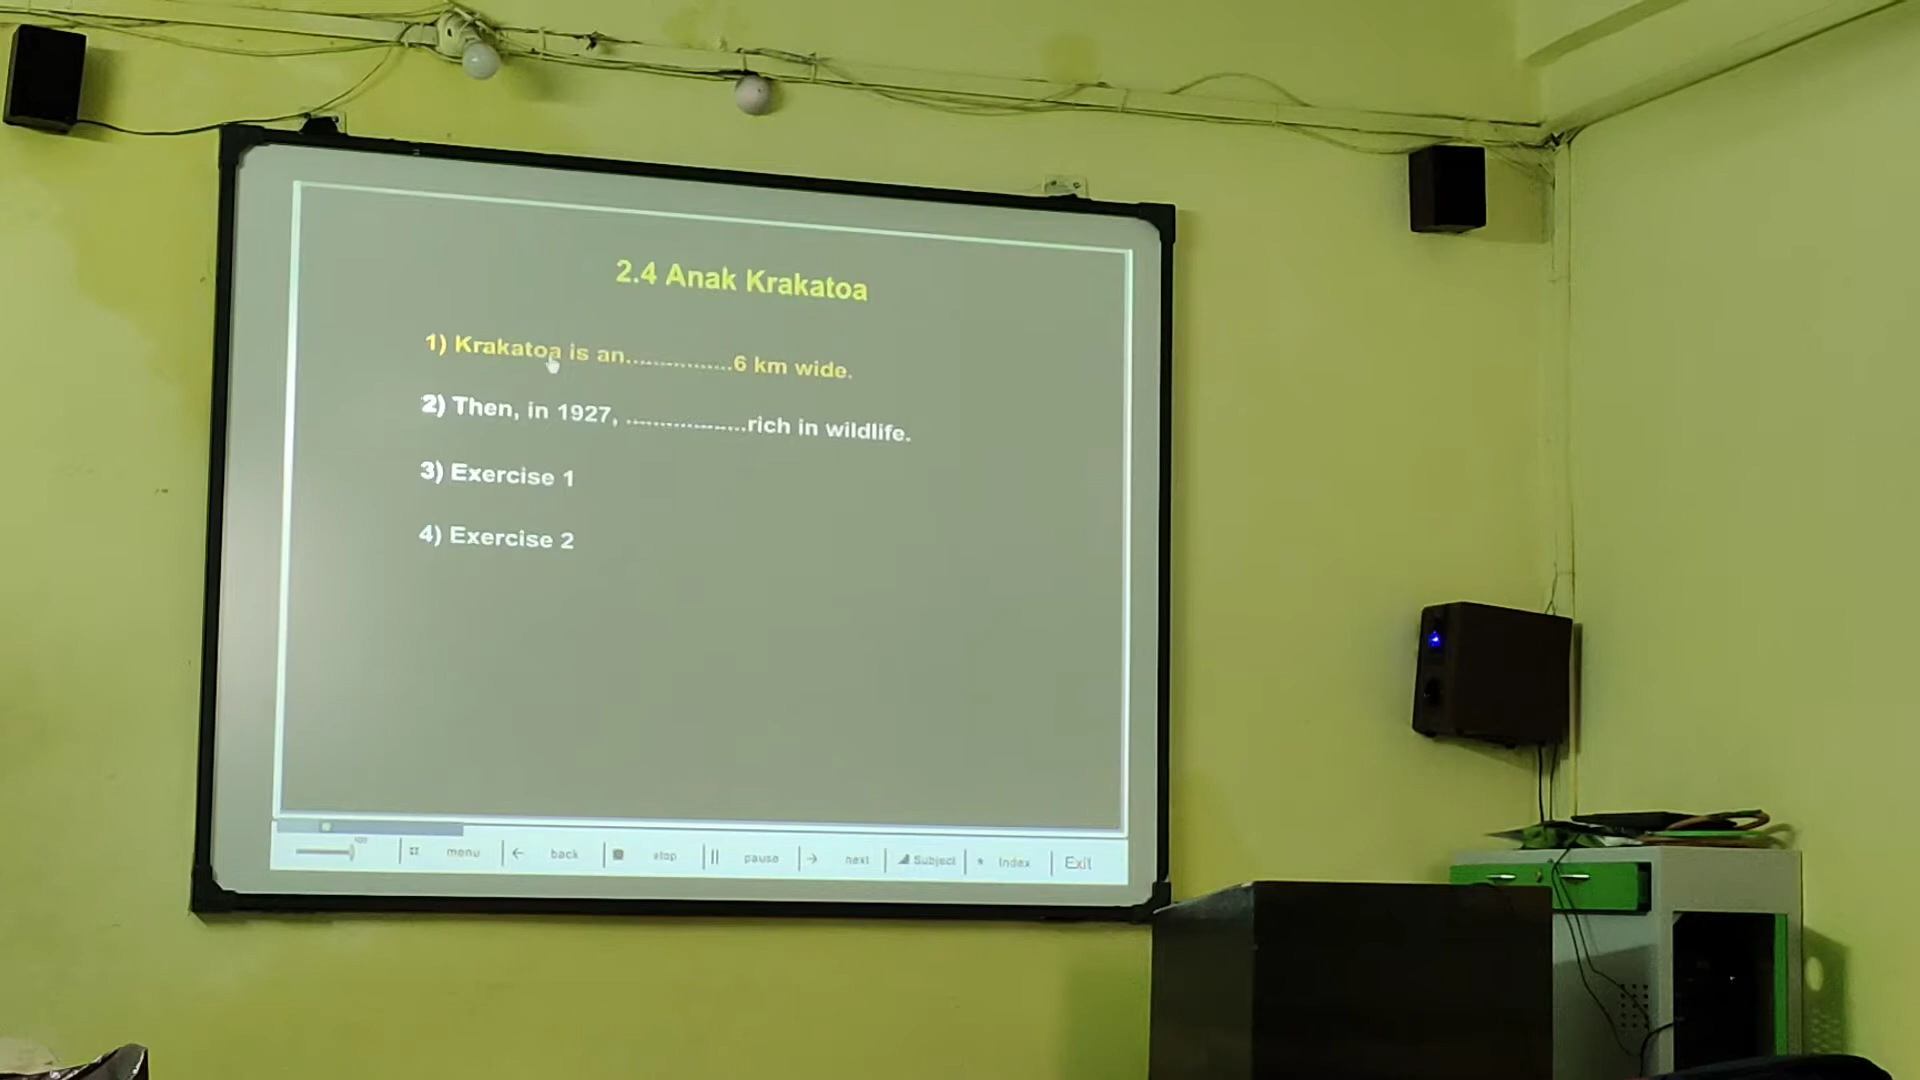 2.4 Anak Krakatoa
1) Krakatoa is an................6 km wide.
2) Then, in 1927, ..................rich in wildlife.
3) Exercise 1
4) Exercise 2
menu back stop pause next Subject Index Exit